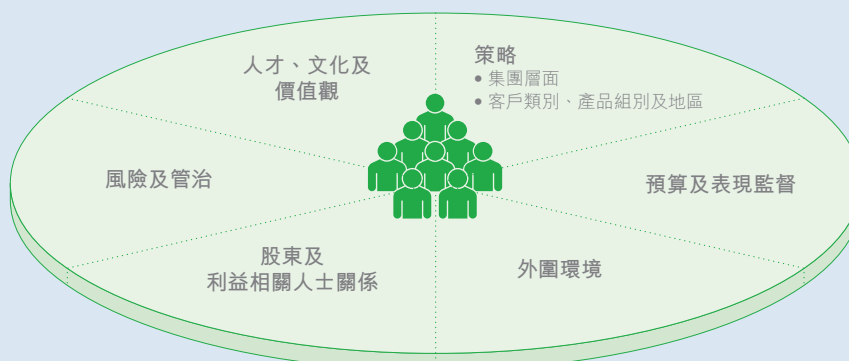 人才、文化及
價值觀
策略
• 集團層面
• 客戶類別、產品組別及地區
風險及管治
預算及表現監督
股東及
利益相關人士關係
外圍環境